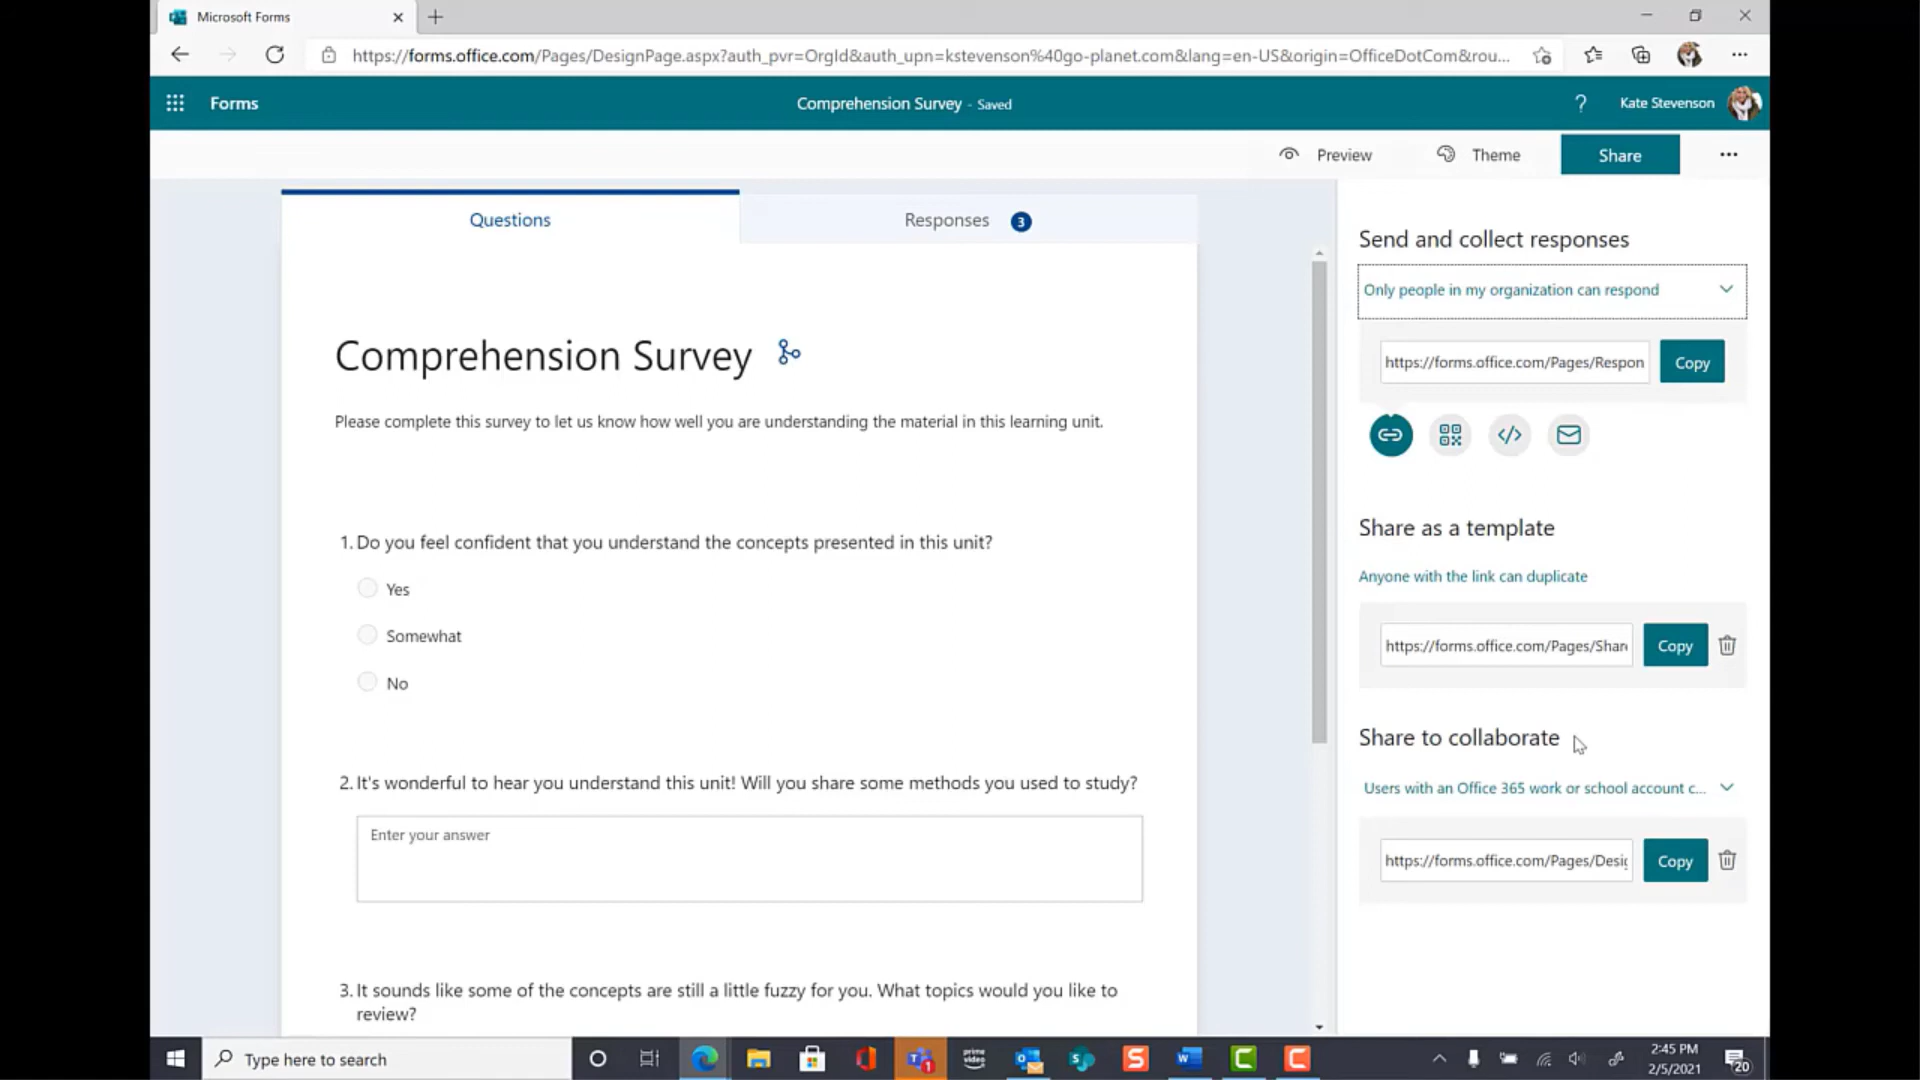 Microsoft Forms
https://forms.office.com/Pages/DesignPage.aspx?auth_pvr=OrgId&auth_upn=kstevenson%40go-planet.com&lang=en-US&origin=OfficeDotCom&rou...
Forms
Comprehension Survey - Saved
? Kate Stevenson
Preview
Theme
Share
Questions
Responses 3
Comprehension Survey
Please complete this survey to let us know how well you are understanding the material in this learning unit.
1. Do you feel confident that you understand the concepts presented in this unit?
Yes
Somewhat
No
2. It's wonderful to hear you understand this unit! Will you share some methods you used to study?
Enter your answer
3. It sounds like some of the concepts are still a little fuzzy for you. What topics would you like to
review?
Send and collect responses
Only people in my organization can respond
https://forms.office.com/Pages/Respon
Copy
Share as a template
Anyone with the link can duplicate
https://forms.office.com/Pages/Shar
Copy
Share to collaborate
Users with an Office 365 work or school account c...
https://forms.office.com/Pages/Desig
Copy
Type here to search
1
prime
video
S
S
W
C
C
2:45 PM
2/5/2021
20